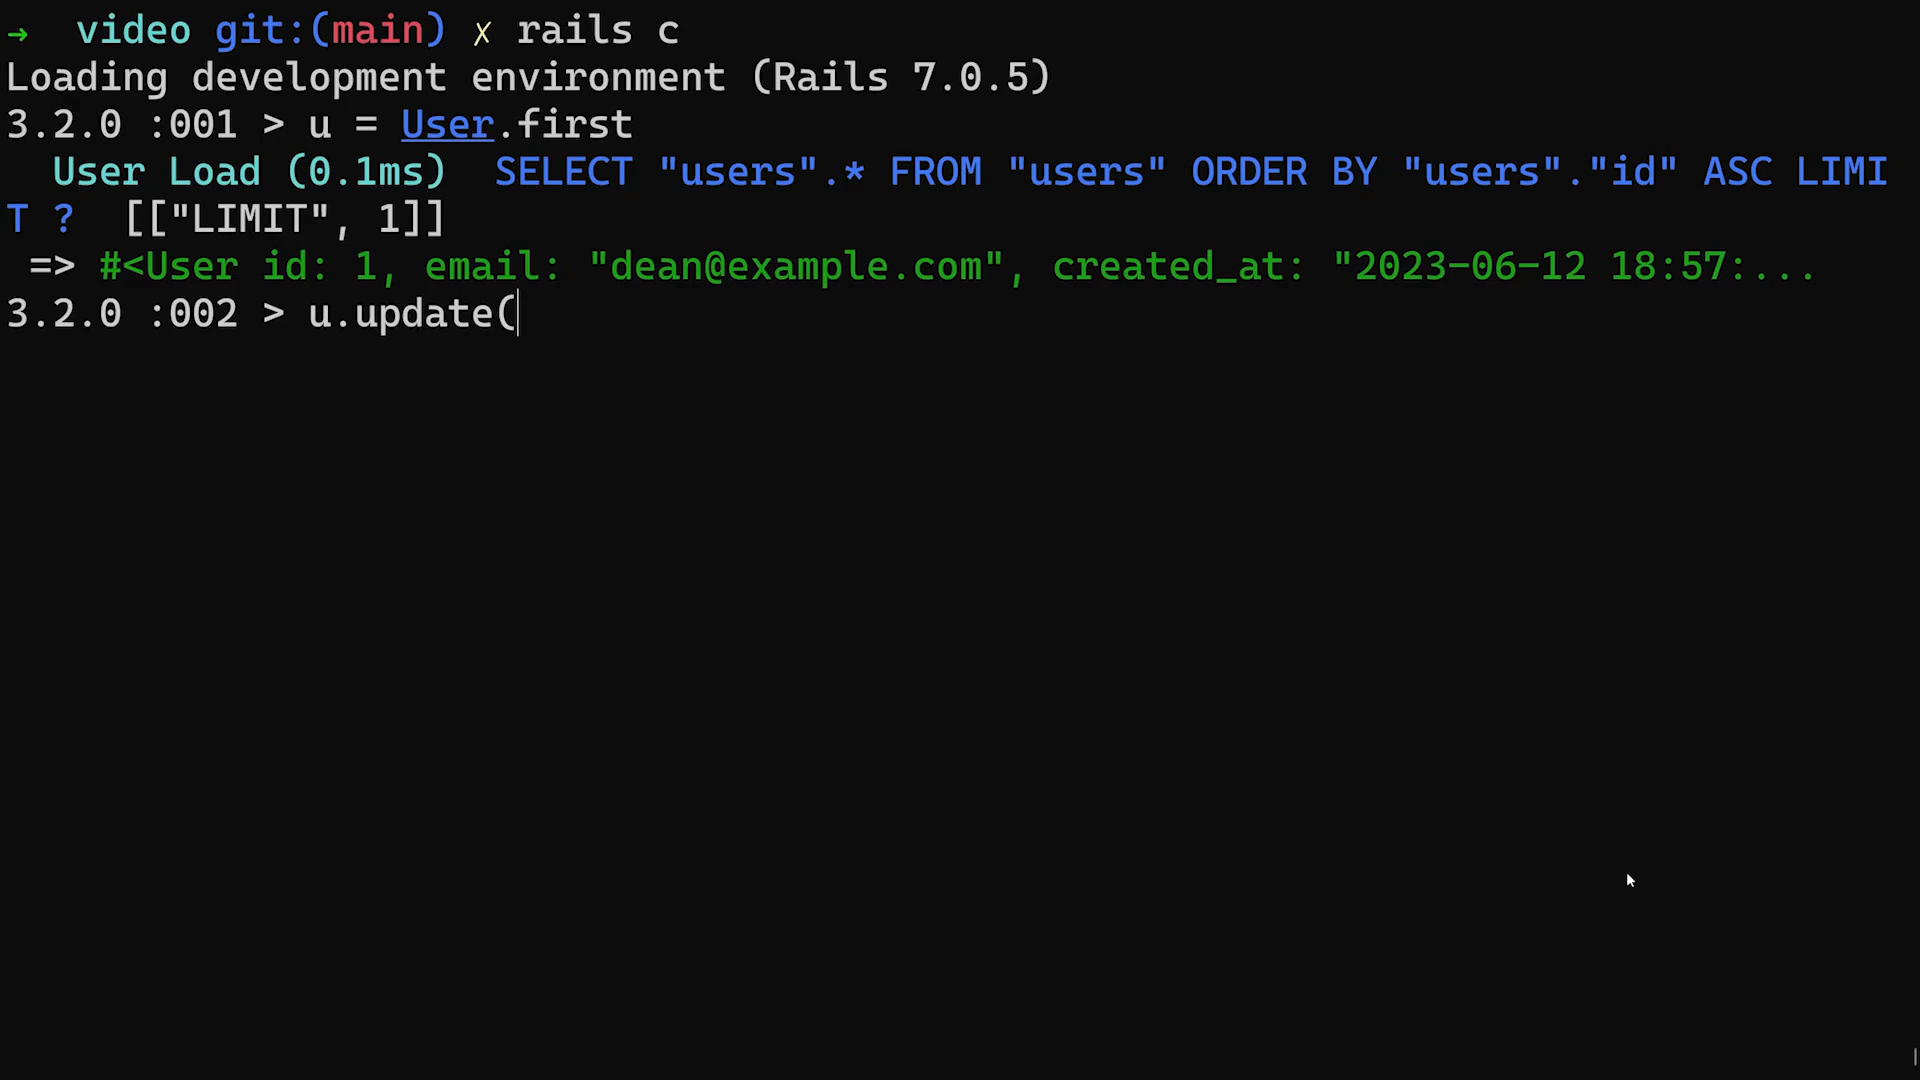 →  video git:(main) ✗ rails c
Loading development environment (Rails 7.0.5)
3.2.0 :001 > u = User.first
  User Load (0.1ms)  SELECT "users".* FROM "users" ORDER BY "users"."id" ASC LIMI
T ?  [["LIMIT", 1]]
 => #<User id: 1, email: "dean@example.com", created_at: "2023-06-12 18:57:...
3.2.0 :002 > u.update(